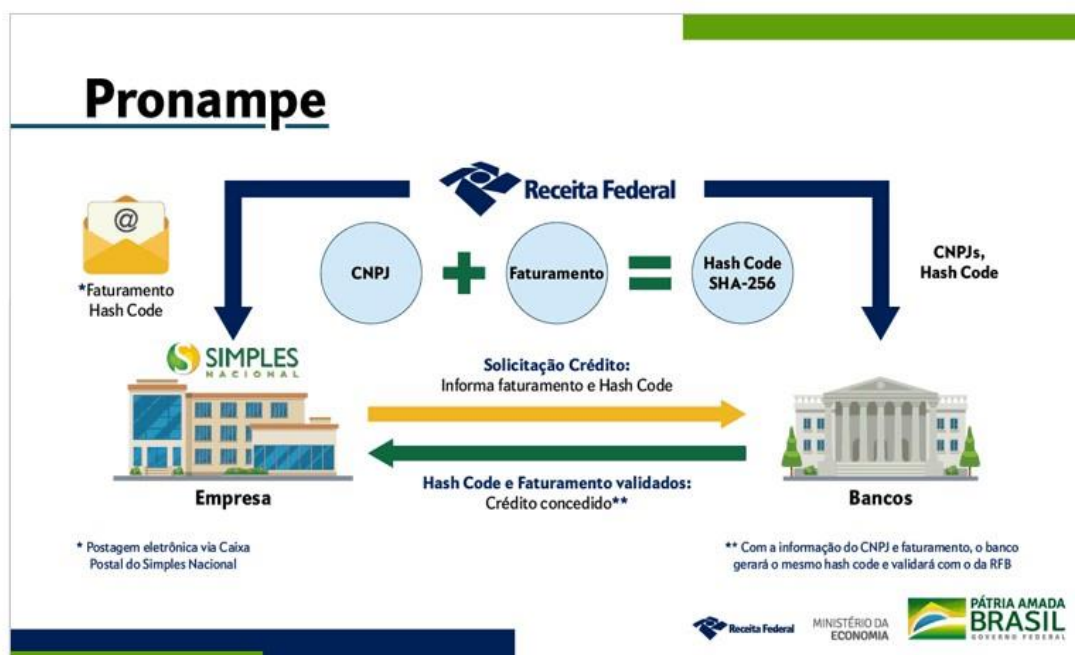 Pronampe
Receita Federal
@
*Faturamento
Hash Code
CNPJ
+
Faturamento
=
Hash Code
SHA-256
CNPJs,
Hash Code
SIMPLES
NACIONAL
Solicitação Crédito:
Informa faturamento e Hash Code
Hash Code e Faturamento validados:
Crédito concedido**
Empresa
Bancos
* Postagem eletrônica via Caixa
Postal do Simples Nacional
** Com a informação do CNPJ e faturamento, o banco
gerará o mesmo hash code e validará com o da RFB
Receita Federal
MINISTÉRIO DA
ECONOMIA
PÁTRIA AMADA
BRASIL
GOVERNO FEDERAL